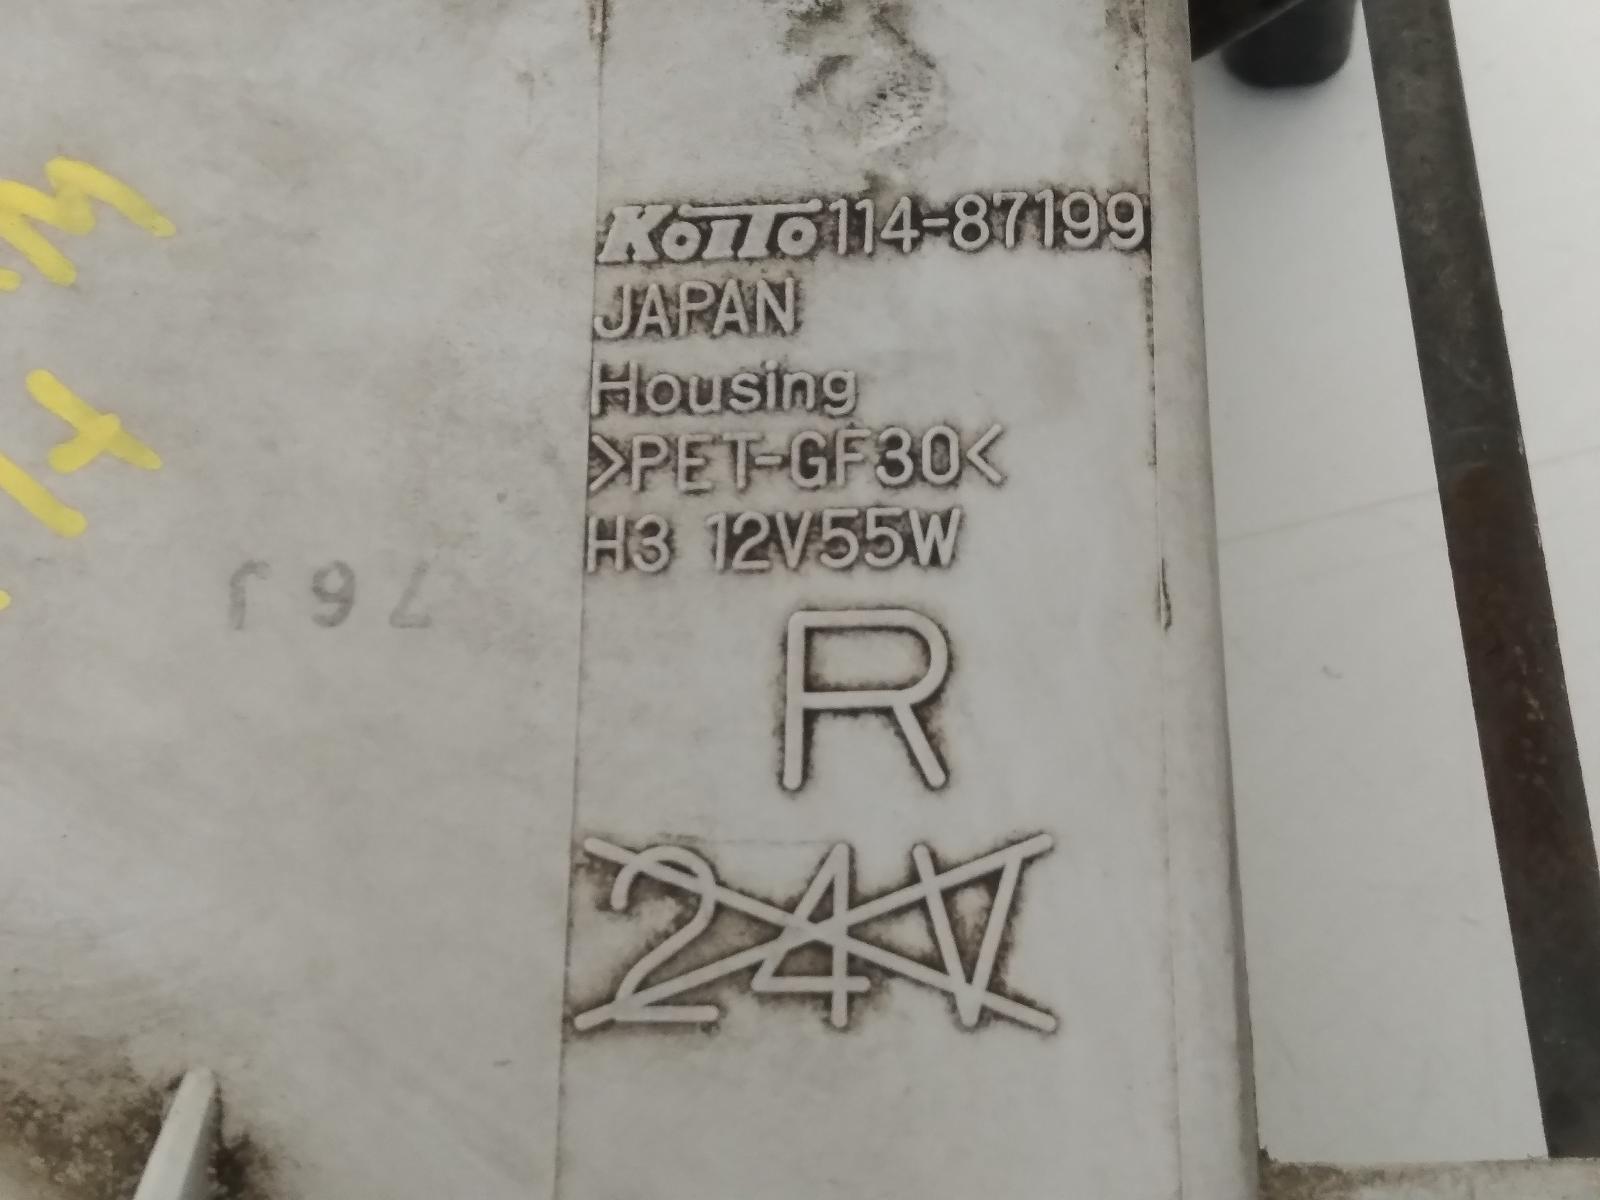 KOITO 114-87199
JAPAN
Housing
>PET-GF30<
H3 12V55W
R
24V